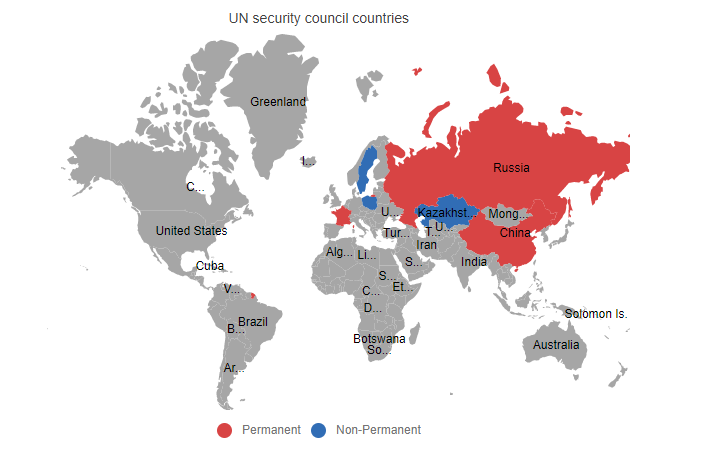 UN security council countries
Greenland
I...
Russia
C...
Kazakhst...
U...
Mong...
United States
U...
Tur...
T...
China
Iran
Alg...
Li...
Cuba
S...
India
S...
V...
C...
Et...
D...
Solomon Is.
Brazil
B...
Botswana
Australia
So...
Ar...
Permanent
Non-Permanent